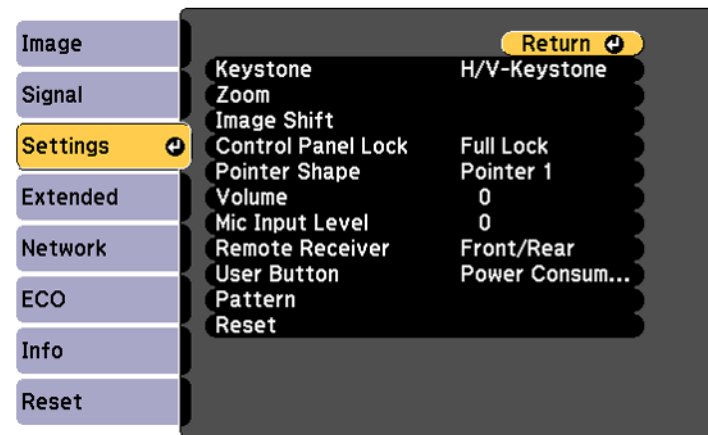 Image
Signal
Settings
Extended
Network
ECO
Info
Reset
Return
Keystone H/V-Keystone
Zoom
Image Shift
Control Panel Lock Full Lock
Pointer Shape Pointer 1
Volume 0
Mic Input Level 0
Remote Receiver Front/Rear
User Button Power Consum...
Pattern
Reset